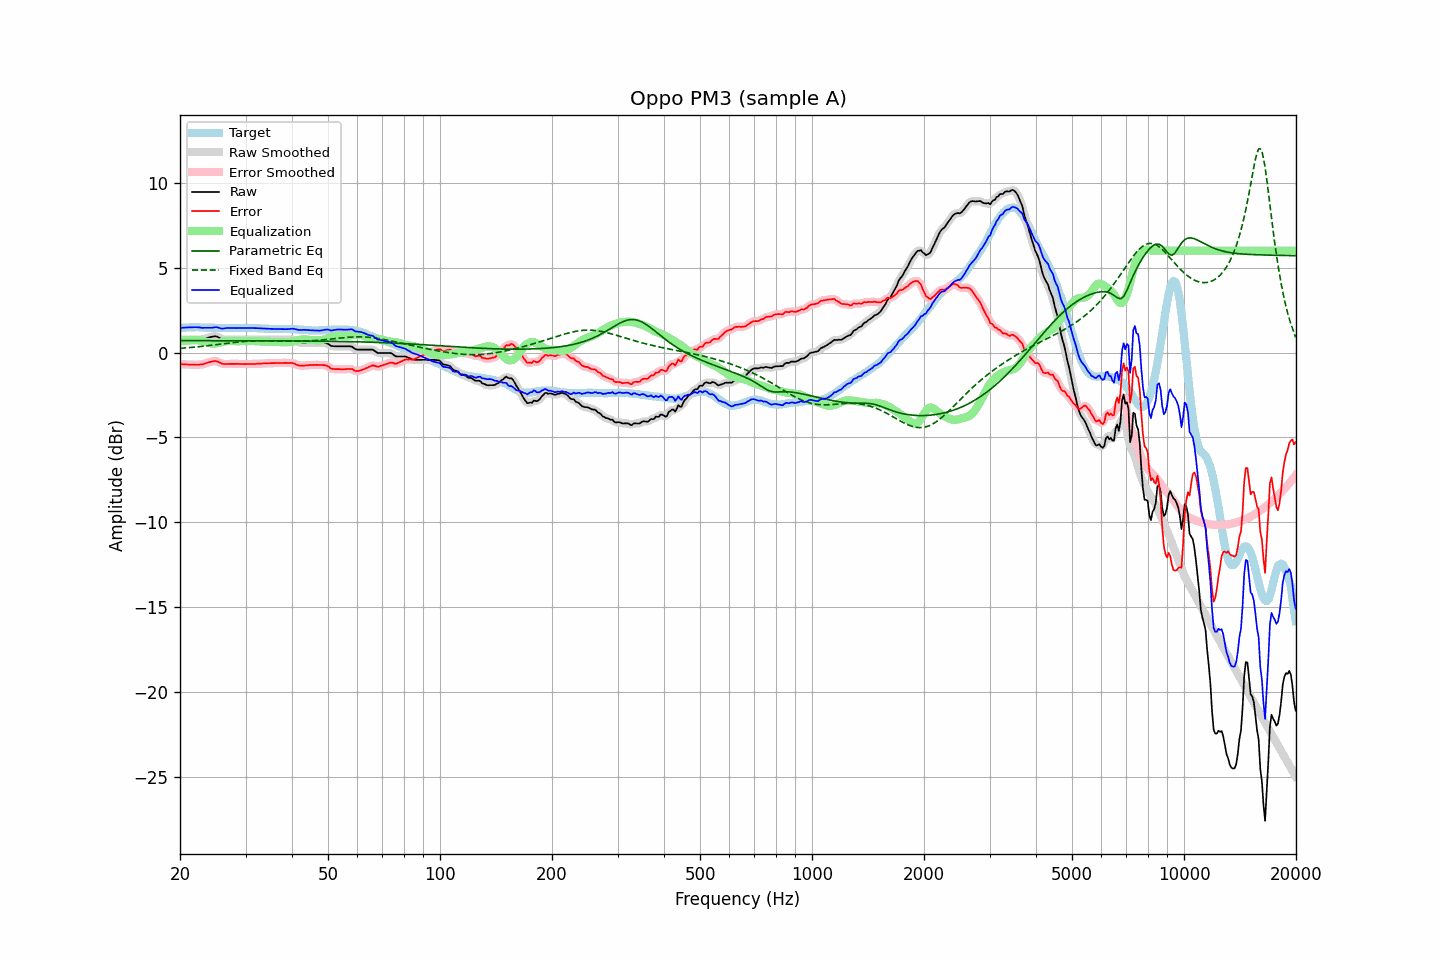 Oppo PM3 (sample A)
Target
Raw Smoothed
Error Smoothed
Raw
Error
Equalization
Parametric Eq
Fixed Band Eq
Equalized
10
5
0
−5
−10
−15
−20
−25
Amplitude (dBr)
20 50 100 200 500 1000 2000 5000 10000 20000
Frequency (Hz)